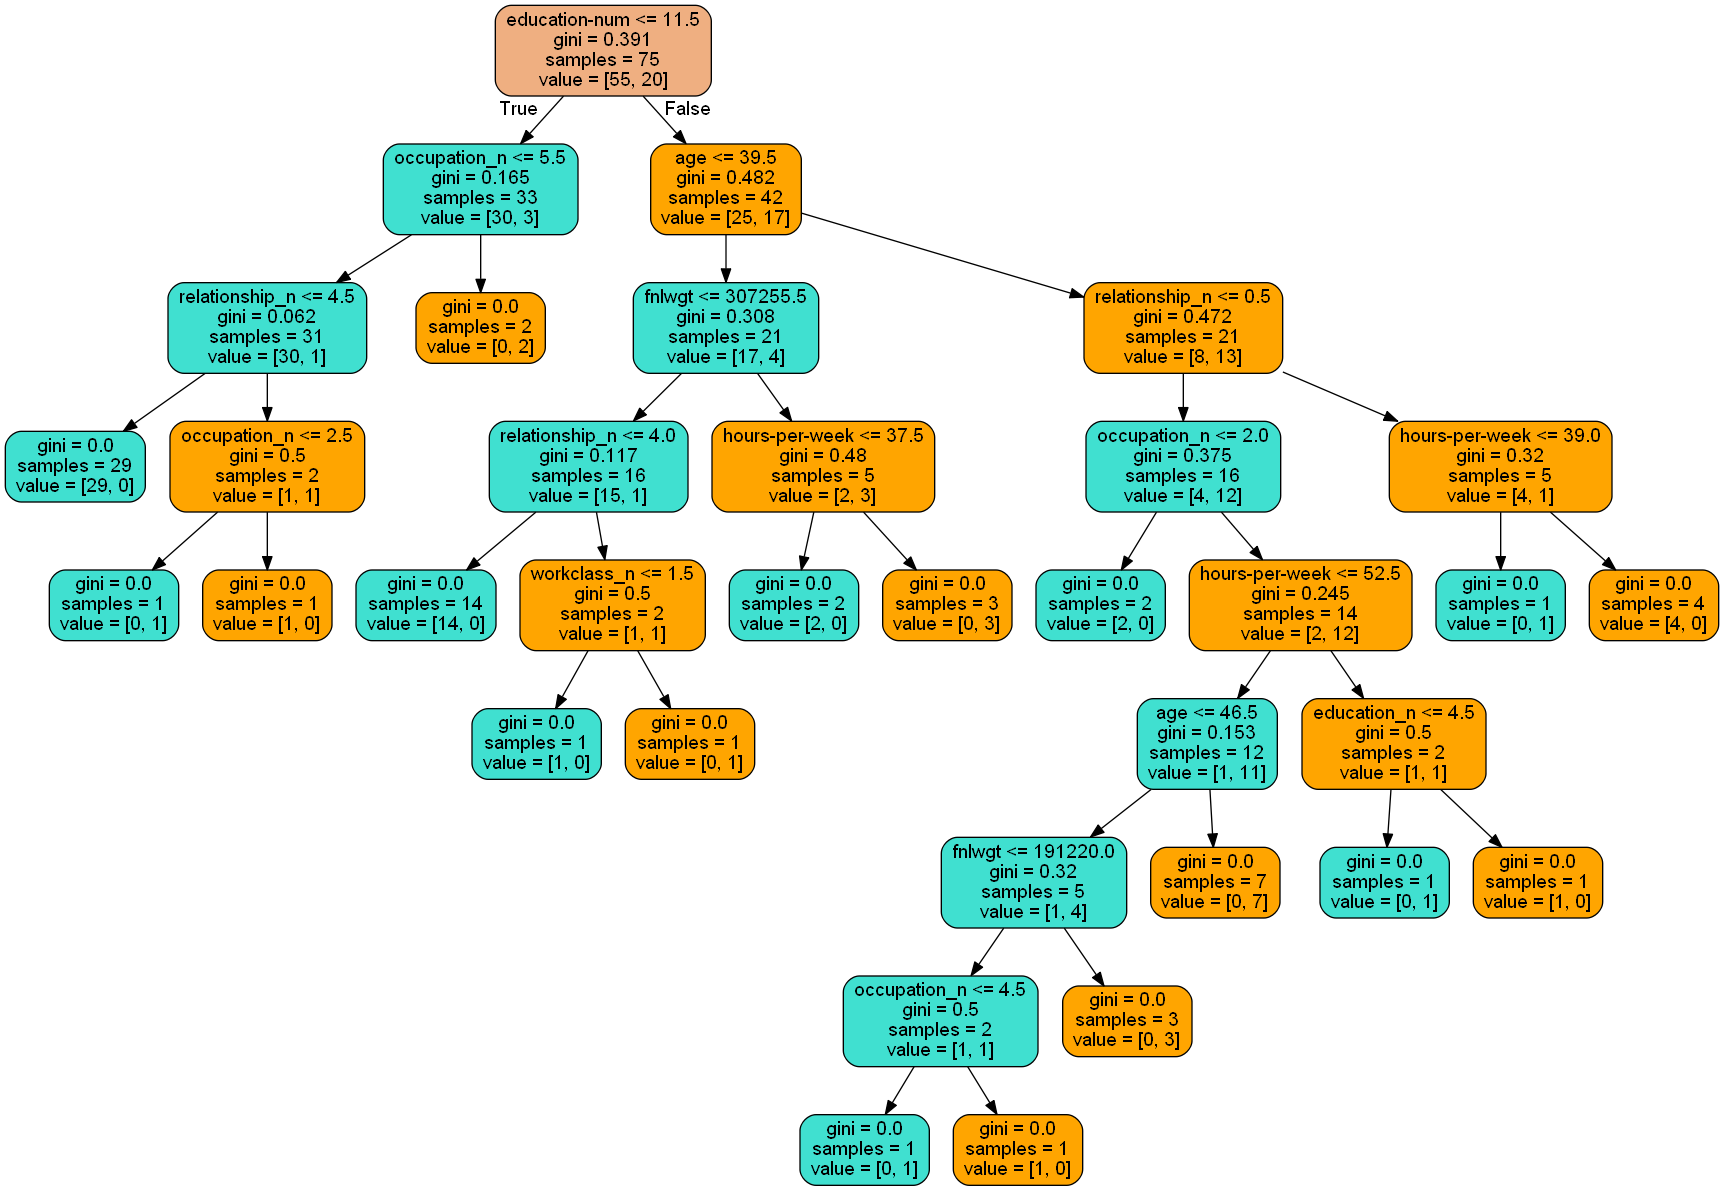 education-num <= 11.5
gini = 0.391
samples = 75
value = [55, 20]
True
False
occupation_n <= 5.5
gini = 0.165
samples = 33
value = [30, 3]
age <= 39.5
gini = 0.482
samples = 42
value = [25, 17]
relationship_n <= 4.5
gini = 0.062
samples = 31
value = [30, 1]
gini = 0.0
samples = 2
value = [0, 2]
fnlwgt <= 307255.5
gini = 0.308
samples = 21
value = [17, 4]
relationship_n <= 0.5
gini = 0.472
samples = 21
value = [8, 13]
gini = 0.0
samples = 29
value = [29, 0]
occupation_n <= 2.5
gini = 0.5
samples = 2
value = [1, 1]
relationship_n <= 4.0
gini = 0.117
samples = 16
value = [15, 1]
hours-per-week <= 37.5
gini = 0.48
samples = 5
value = [2, 3]
occupation_n <= 2.0
gini = 0.375
samples = 16
value = [4, 12]
hours-per-week <= 39.0
gini = 0.32
samples = 5
value = [4, 1]
gini = 0.0
samples = 1
value = [0, 1]
gini = 0.0
samples = 1
value = [1, 0]
gini = 0.0
samples = 14
value = [14, 0]
workclass_n <= 1.5
gini = 0.5
samples = 2
value = [1, 1]
gini = 0.0
samples = 2
value = [2, 0]
gini = 0.0
samples = 3
value = [0, 3]
gini = 0.0
samples = 2
value = [2, 0]
hours-per-week <= 52.5
gini = 0.245
samples = 14
value = [2, 12]
gini = 0.0
samples = 1
value = [0, 1]
gini = 0.0
samples = 4
value = [4, 0]
gini = 0.0
samples = 1
value = [1, 0]
gini = 0.0
samples = 1
value = [0, 1]
age <= 46.5
gini = 0.153
samples = 12
value = [1, 11]
education_n <= 4.5
gini = 0.5
samples = 2
value = [1, 1]
fnlwgt <= 191220.0
gini = 0.32
samples = 5
value = [1, 4]
gini = 0.0
samples = 7
value = [0, 7]
gini = 0.0
samples = 1
value = [0, 1]
gini = 0.0
samples = 1
value = [1, 0]
occupation_n <= 4.5
gini = 0.5
samples = 2
value = [1, 1]
gini = 0.0
samples = 3
value = [0, 3]
gini = 0.0
samples = 1
value = [0, 1]
gini = 0.0
samples = 1
value = [1, 0]